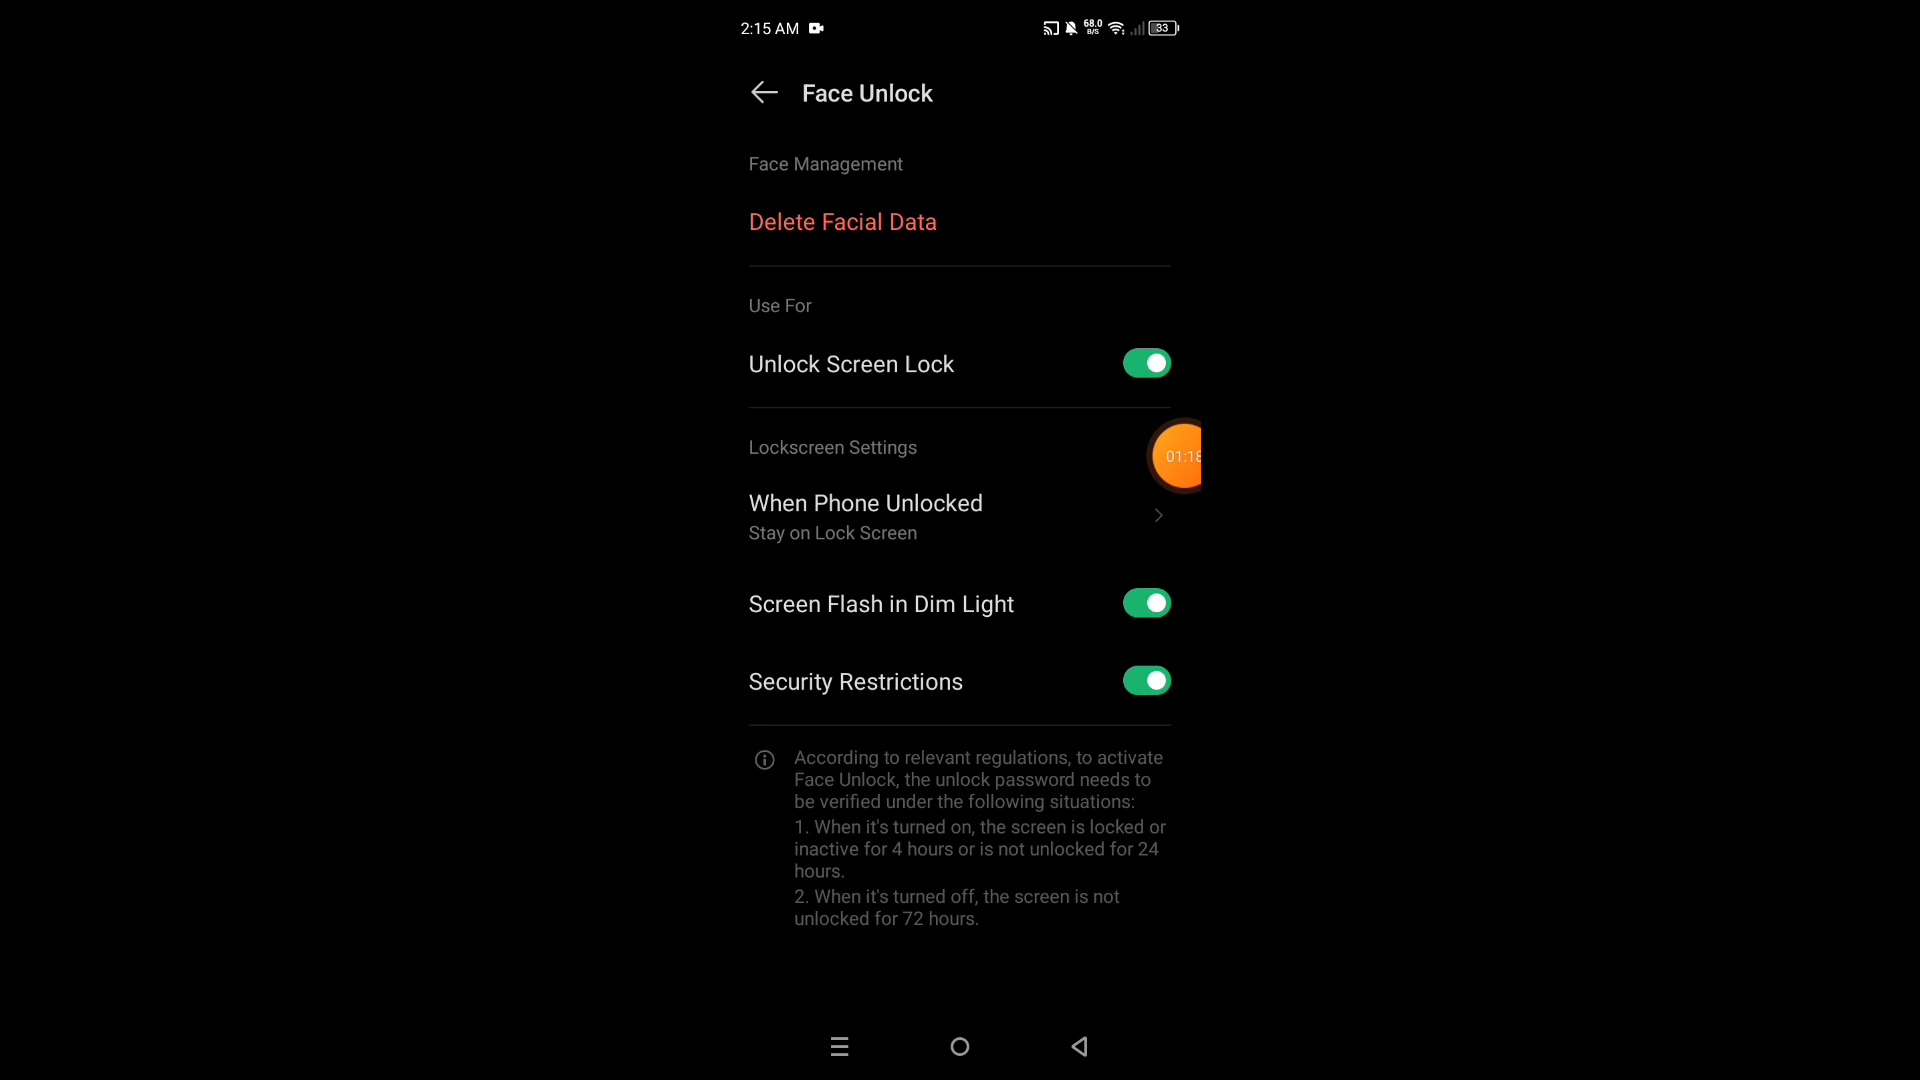 2:15 AM
68.0
B/S
33
Face Unlock
Face Management
Delete Facial Data
Use For
Unlock Screen Lock
Lockscreen Settings
01:18
When Phone Unlocked
Stay on Lock Screen
Screen Flash in Dim Light
Security Restrictions
According to relevant regulations, to activate
Face Unlock, the unlock password needs to
be verified under the following situations:
1. When it's turned on, the screen is locked or
inactive for 4 hours or is not unlocked for 24
hours.
2. When it's turned off, the screen is not
unlocked for 72 hours.